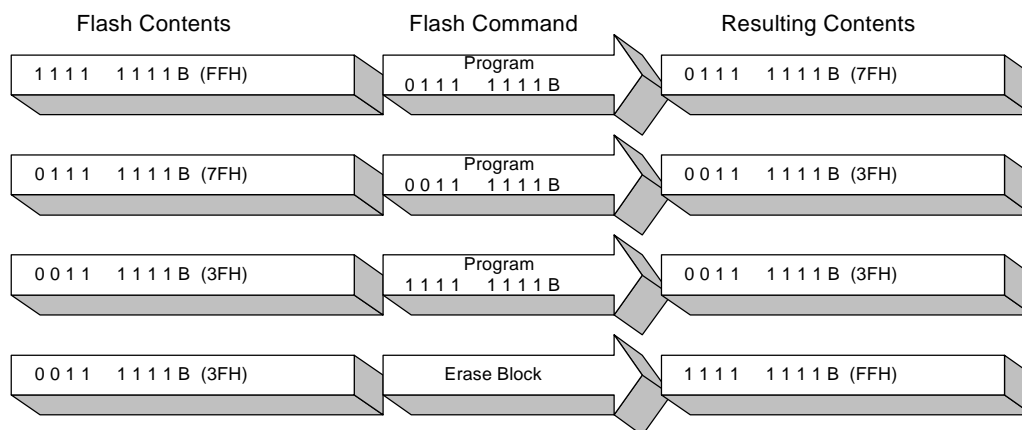 Flash Contents Flash Command Resulting Contents
1 1 1 1 1 1 1 1 B (FFH) Program 0 1 1 1 1 1 1 1 B (7FH)
0 1 1 1 1 1 1 1 B
0 1 1 1 1 1 1 1 B (7FH) Program 0 0 1 1 1 1 1 1 B (3FH)
0 0 1 1 1 1 1 1 B
0 0 1 1 1 1 1 1 B (3FH) Program 0 0 1 1 1 1 1 1 B (3FH)
1 1 1 1 1 1 1 1 B
0 0 1 1 1 1 1 1 B (3FH) Erase Block 1 1 1 1 1 1 1 1 B (FFH)